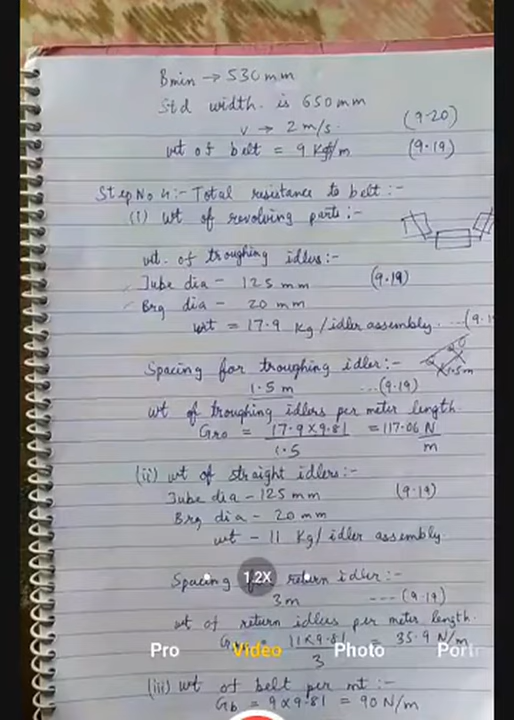 Bmin → 530 mm
Std width. is 650 mm
v → 2 m/s. (9.20)
wt of belt = 9 Kgf/m (9.19)
Step No 4:- Total resistance to belt :-
(i) wt of revolving parts :-
wt. of troughing idlers :-
Tube dia - 125 mm (9.19)
Brg dia - 20 mm
wt = 17.9 Kg/idler assembly. ...(9.19
Spacing for troughing idler :-
1.5 m ...(9.19)
1.5m
wt of troughing idlers per meter length.
Gro = 17.9 x 9.81 = 117.06 N
1.5 m
(ii) wt of straight idlers :-
Tube dia - 125 mm (9.19)
Brg dia - 20 mm
wt - 11 Kg/ idler assembly.
Spacing of return idler :-
1.2X
3m ---(9.19)
wt of return idlers per meter length.
11 x 9.81 = 35.9 N/m
3
Pro Video Photo Portr
(iii) wt of belt per mt :-
Gb = 9 x 9.81 = 90 N/m